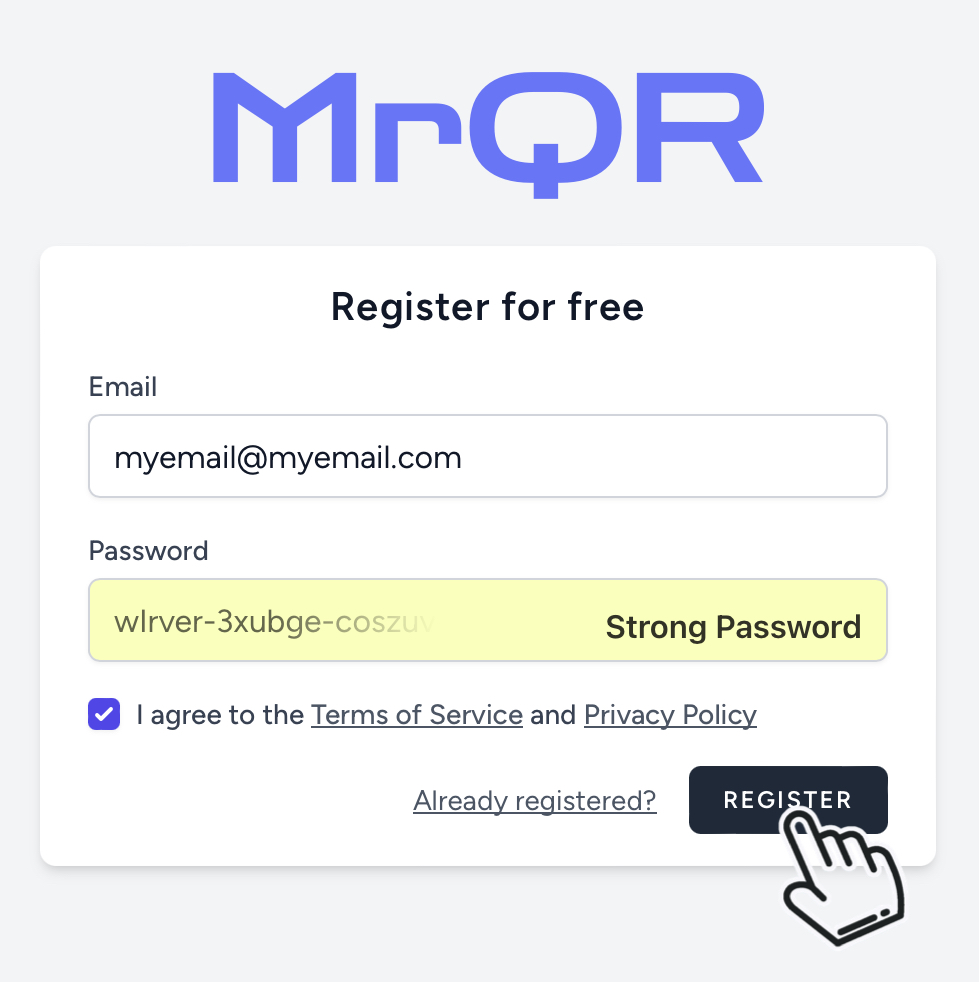 MrQR
Register for free
Email
myemail@myemail.com
Password
wlrver-3xubge-coszuv Strong Password
I agree to the Terms of Service and Privacy Policy
Already registered? REGISTER